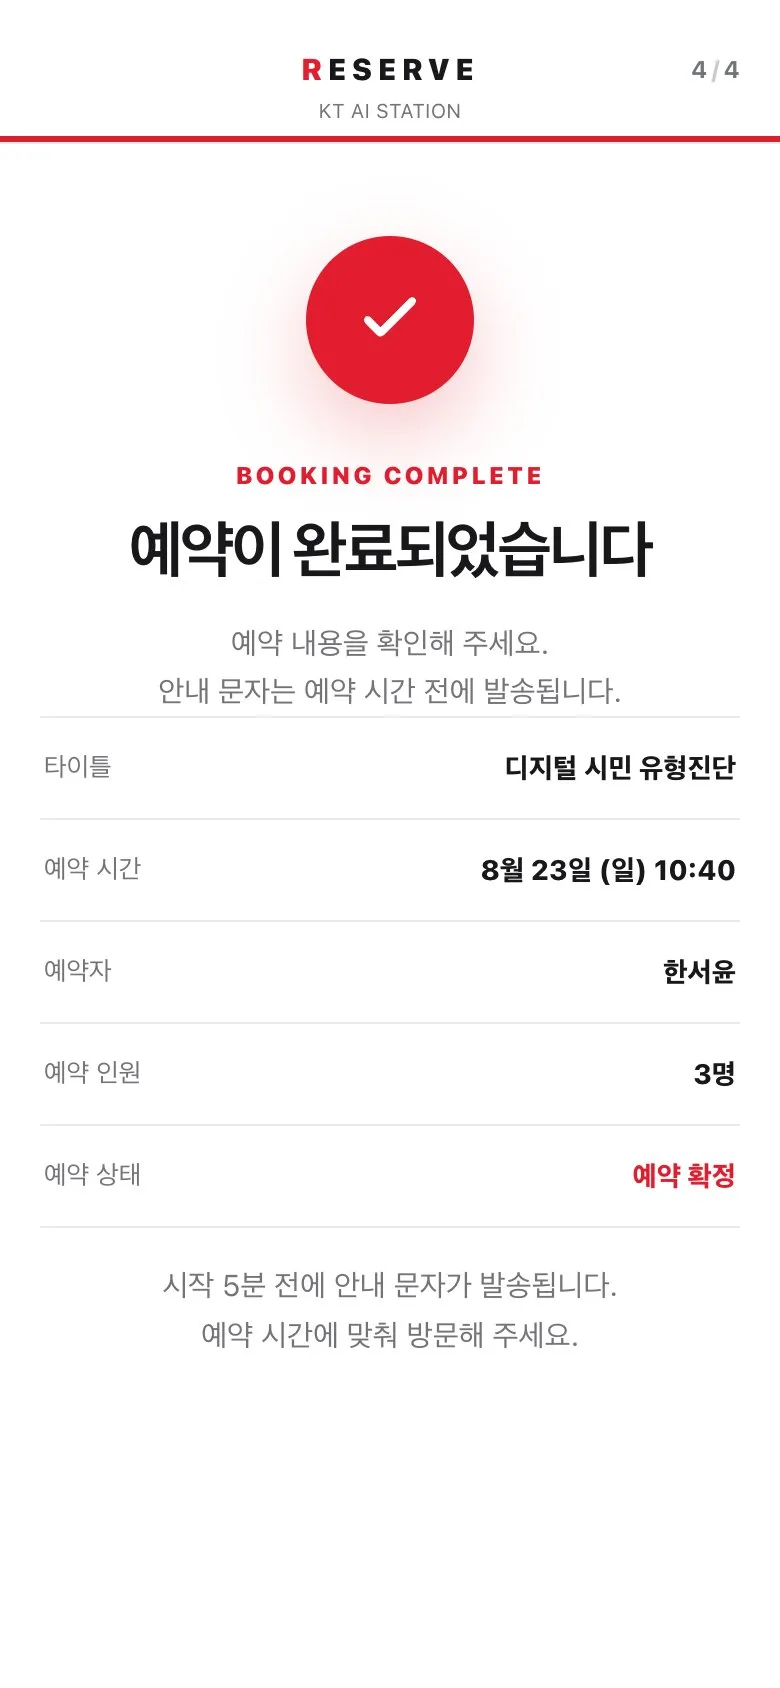 RESERVE
4/4
KT AI STATION
BOOKING COMPLETE
예약이 완료되었습니다
예약 내용을 확인해 주세요.
안내 문자는 예약 시간 전에 발송됩니다.
타이틀 디지털 시민 유형진단
예약 시간 8월 23일 (일) 10:40
예약자 한서윤
예약 인원 3명
예약 상태 예약 확정
시작 5분 전에 안내 문자가 발송됩니다.
예약 시간에 맞춰 방문해 주세요.